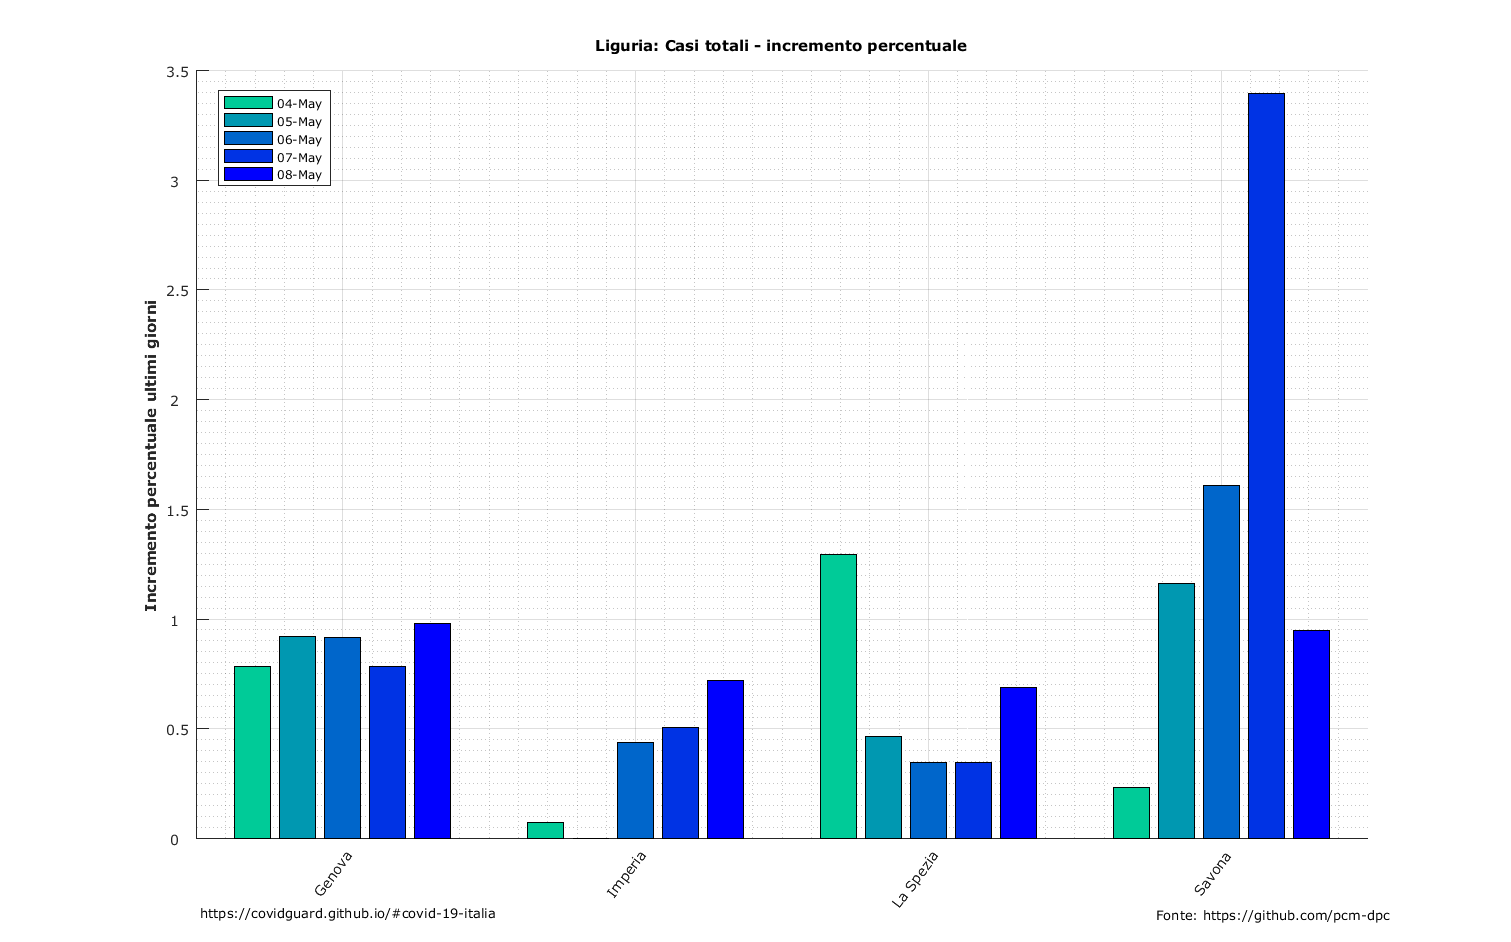 Liguria: Casi totali - incremento percentuale
3.5
3
2.5
2
1.5
1
0.5
0
Incremento percentuale ultimi giorni
04-May
05-May
06-May
07-May
08-May
Genova
Imperia
La Spezia
Savona
https://covidguard.github.io/#covid-19-italia
Fonte: https://github.com/pcm-dpc